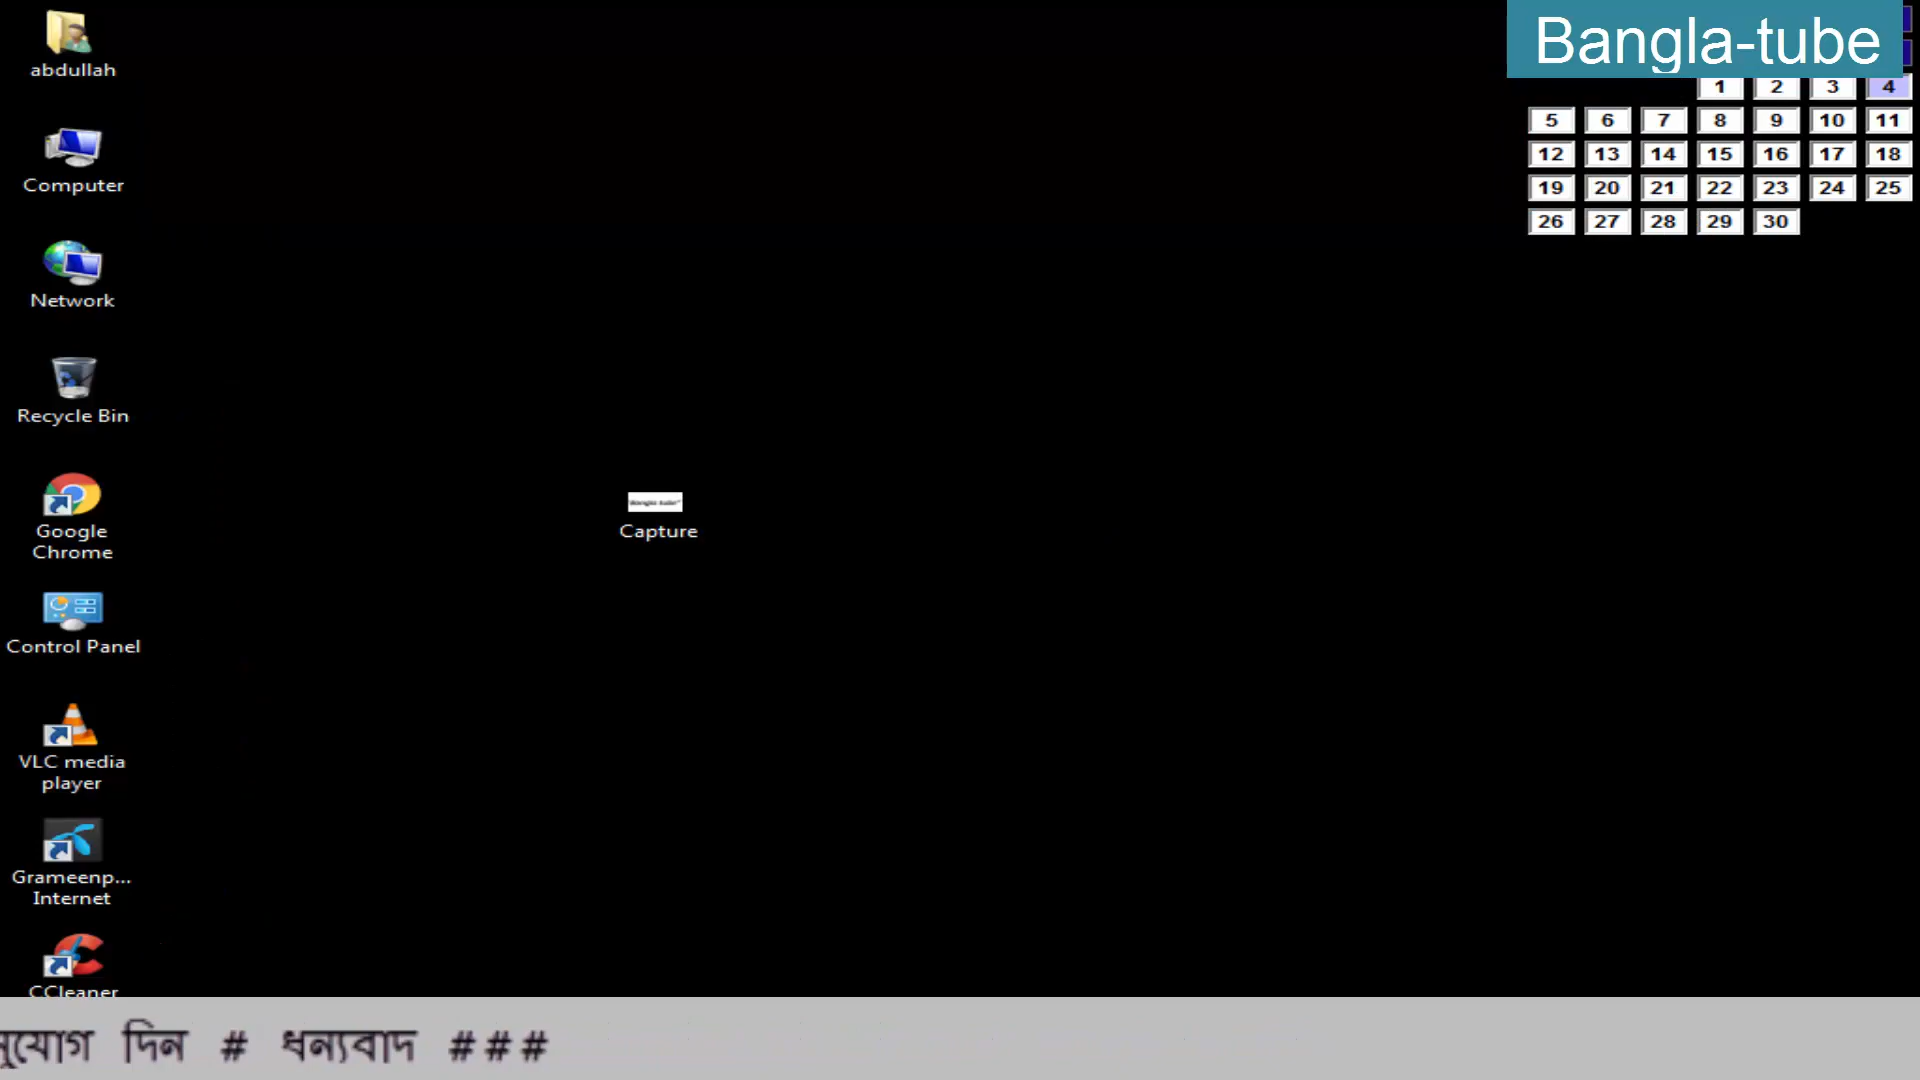 abdullah
Computer
Network
Recycle Bin
Google
Chrome
Control Panel
VLC media
player
Grameenp...
Internet
CCleaner
Capture
Bangla-tube
1 2 3 4
5 6 7 8 9 10 11
12 13 14 15 16 17 18
19 20 21 22 23 24 25
26 27 28 29 30
দিন # ধন্যবাদ ###